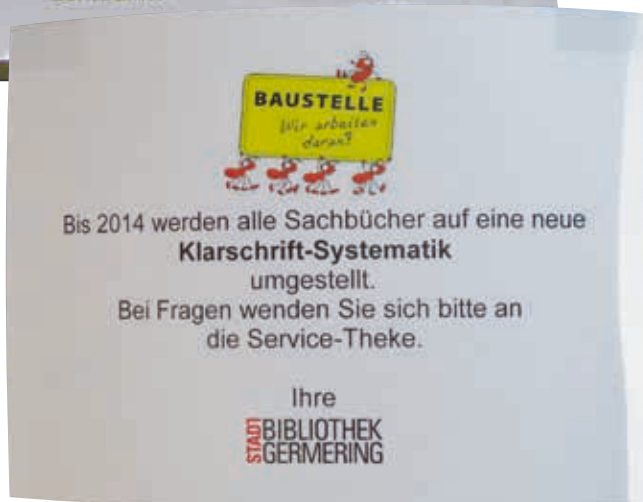 BAUSTELLE
Wir arbeiten
daran!
Bis 2014 werden alle Sachbücher auf eine neue
Klarschrift-Systematik
umgestellt.
Bei Fragen wenden Sie sich bitte an
die Service-Theke.
Ihre
STADT
BIBLIOTHEK
GERMERING